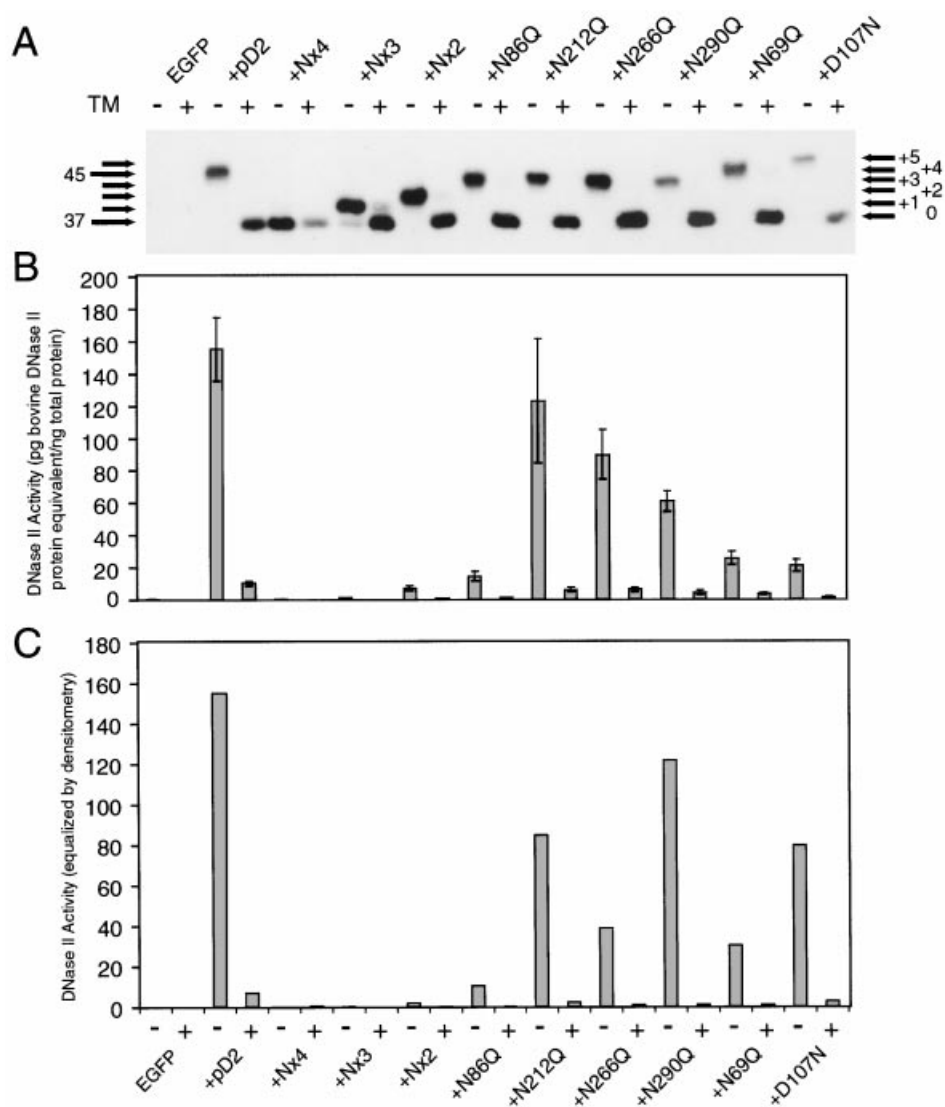 A
EGFP +pD2 +Nx4 +Nx3 +Nx2 +N86Q +N212Q +N266Q +N290Q +N69Q +D107N
TM - + - + - + - + - + - + - + - + - + - + - +
45
37
+5
+4
+3
+2
+1
0
B
DNase II Activity (pg bovine DNase II
protein equivalent/ng total protein)
200
180
160
140
120
100
80
60
40
20
0
C
DNase II Activity (equalized by densitometry)
180
160
140
120
100
80
60
40
20
0
- + - + - + - + - + - + - + - + - + - + - +
EGFP +pD2 +Nx4 +Nx3 +Nx2 +N86Q +N212Q +N266Q +N290Q +N69Q +D107N